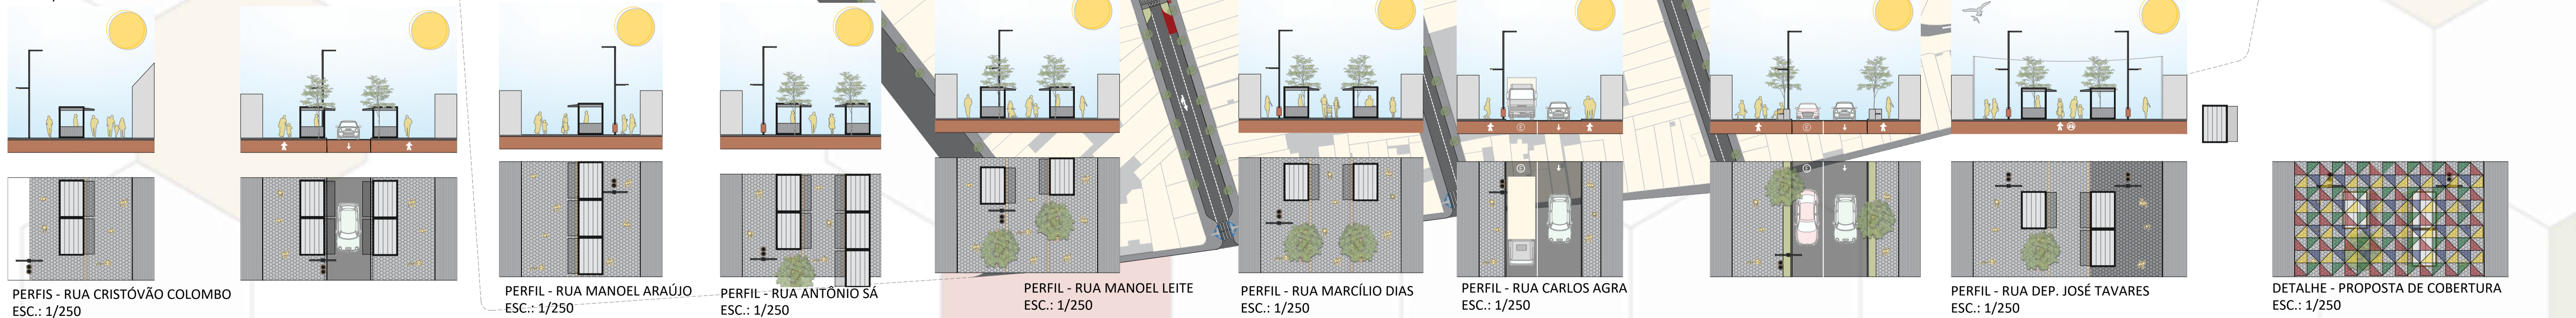 PERFIS - RUA CRISTÓVÃO COLOMBO
ESC.: 1/250
PERFIL - RUA MANOEL ARAÚJO
ESC.: 1/250
PERFIL - RUA ANTÔNIO SÁ
ESC.: 1/250
PERFIL - RUA MANOEL LEITE
ESC.: 1/250
PERFIL - RUA MARCÍLIO DIAS
ESC.: 1/250
PERFIL - RUA CARLOS AGRA
ESC.: 1/250
PERFIL - RUA DEP. JOSÉ TAVARES
ESC.: 1/250
DETALHE - PROPOSTA DE COBERTURA
ESC.: 1/250